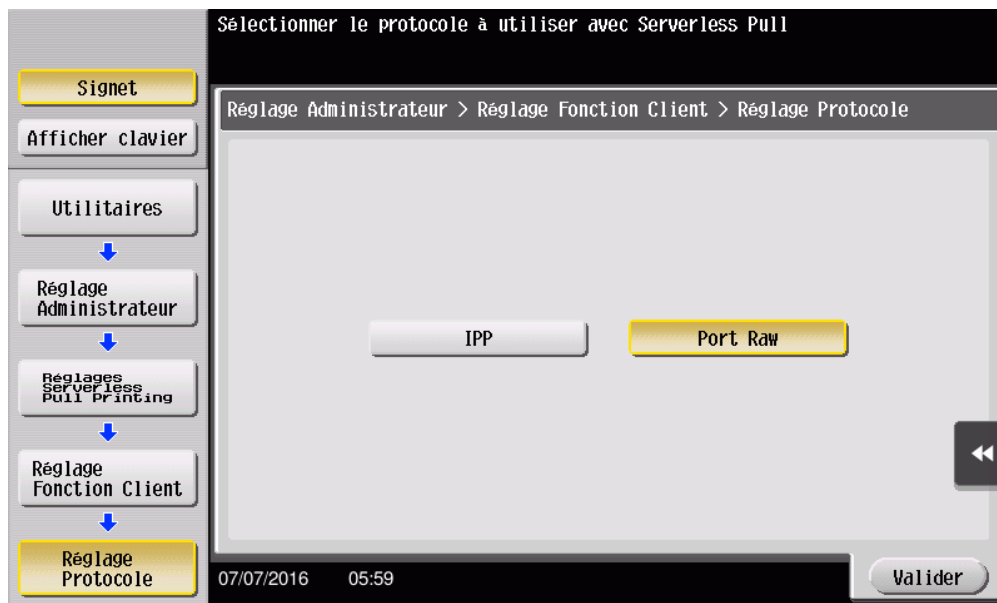 Sélectionner le protocole à utiliser avec Serverless Pull
Signet
Afficher clavier
Réglage Administrateur > Réglage Fonction Client > Réglage Protocole
Utilitaires
Réglage
Administrateur
Réglages
Serverless
Pull Printing
Réglage
Fonction Client
Réglage
Protocole
IPP
Port Raw
07/07/2016 05:59
Valider